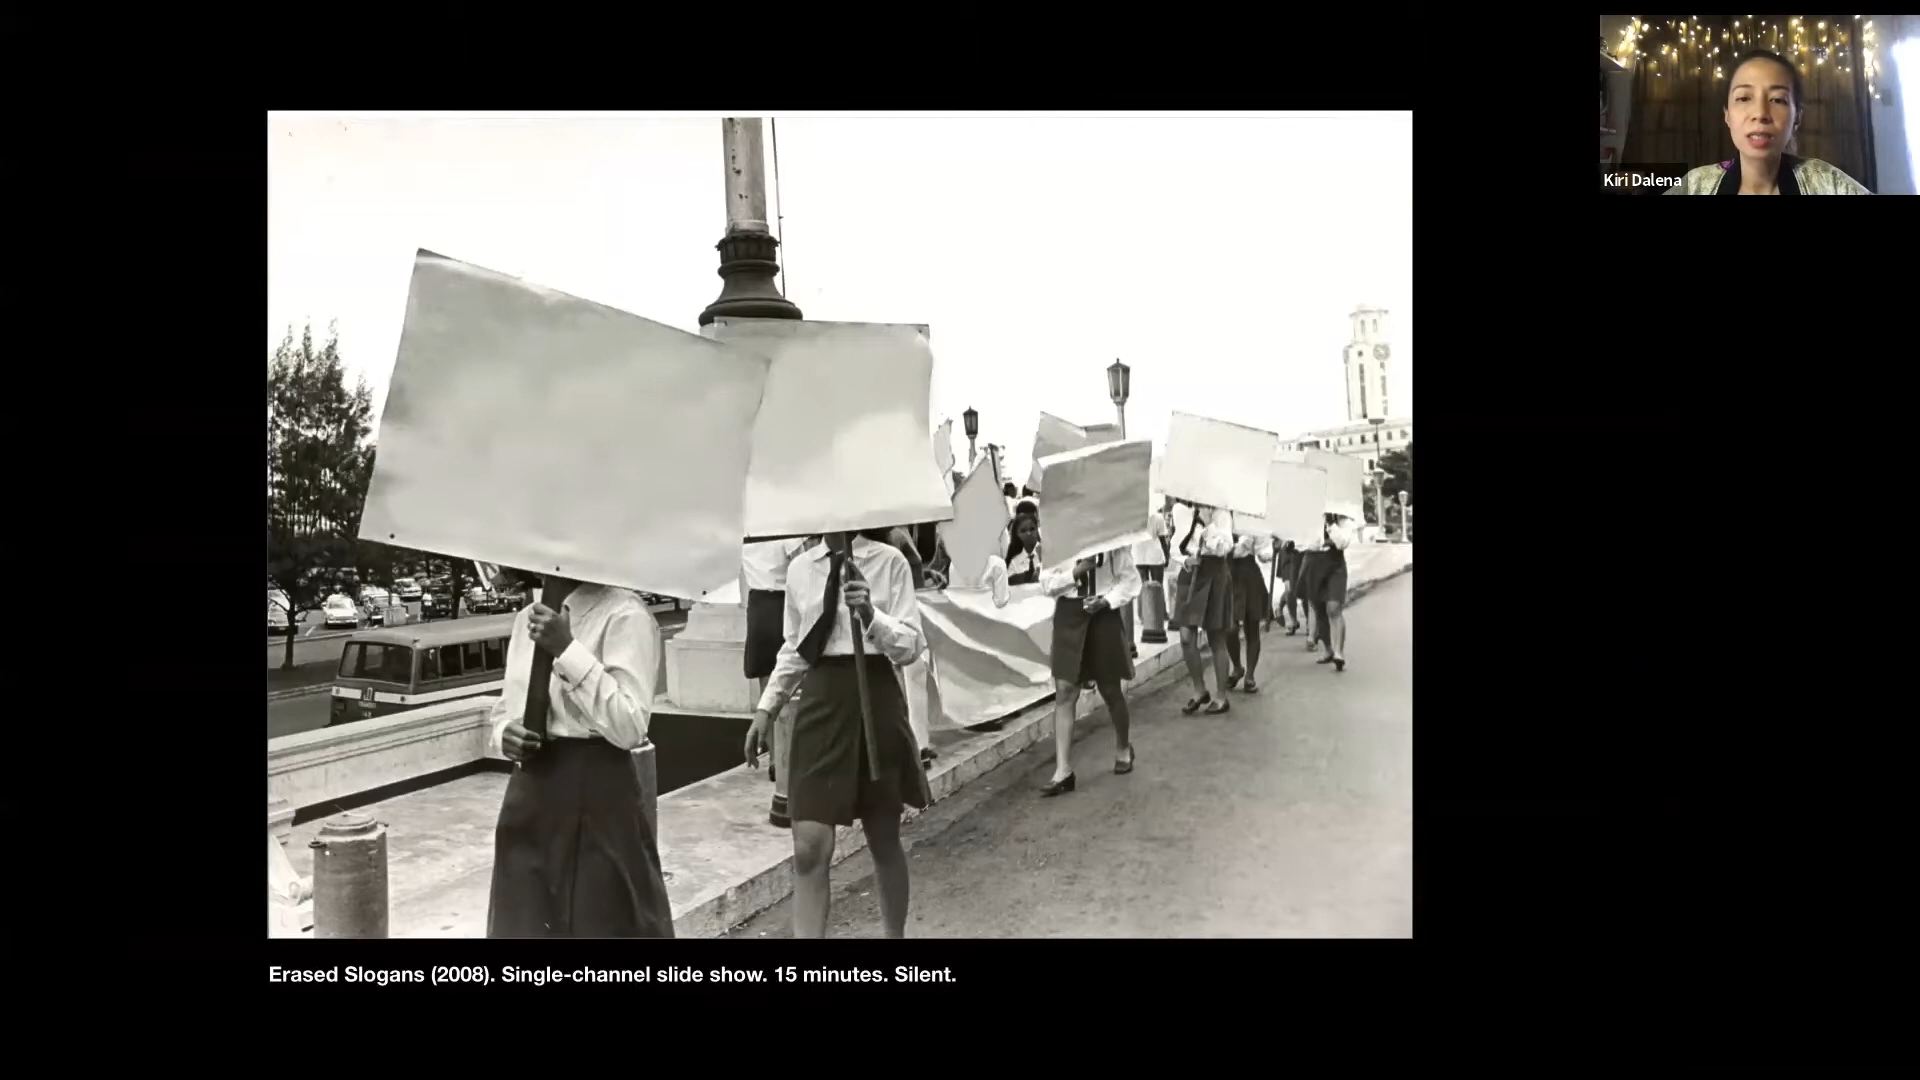 Kiri Dalena
Erased Slogans (2008). Single-channel slide show. 15 minutes. Silent.